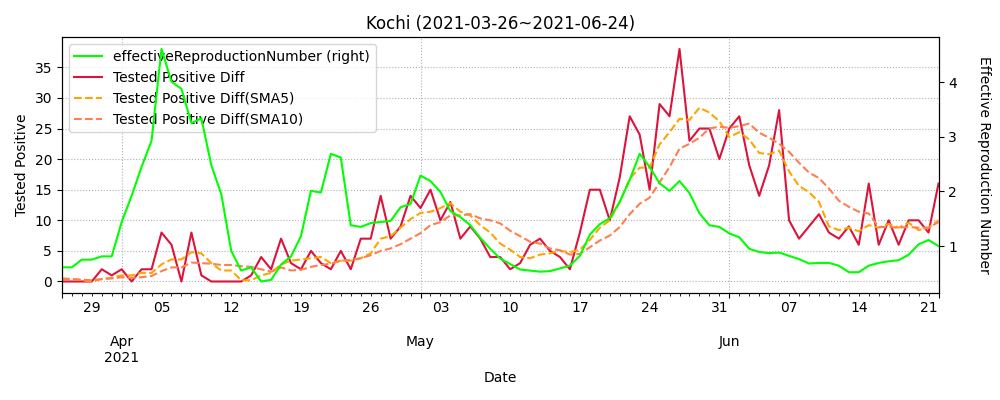 Kochi (2021-03-26~2021-06-24)
effectiveReproductionNumber (right)
Tested Positive Diff
Tested Positive Diff(SMA5)
Tested Positive Diff(SMA10)
Tested Positive
35
30
25
20
15
10
5
0
4
3
2
1
Effective Reproduction Number
29 05 12 19 26 03 10 17 24 31 07 14 21
Apr May Jun
2021
Date